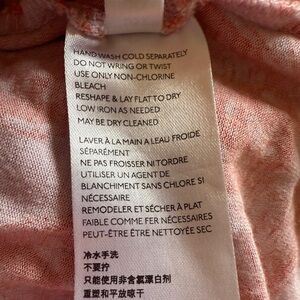 HAND WASH COLD SEPARATELY
DO NOT WRING OR TWIST
USE ONLY NON-CHLORINE
BLEACH
RESHAPE & LAY FLAT TO DRY
LOW IRON AS NEEDED
MAY BE DRY CLEANED
LAVER À LA MAIN A LEAU FROIDE
SÉPARÉMENT
NE PAS FROISSER NI TORDRE
UTILISER UN AGENT DE
BLANCHIMENT SANS CHLORE SI
NÉCESSAIRE
REMODELER ET SÉCHER À PLAT
FAIBLE COMME FER NÉCESSAIRES
PEUT-ÊTRE ÊTRE NETTOYÉE SEC
冷水手洗
不要拧
只能使用非含氯漂白剂
重塑和平放晾干